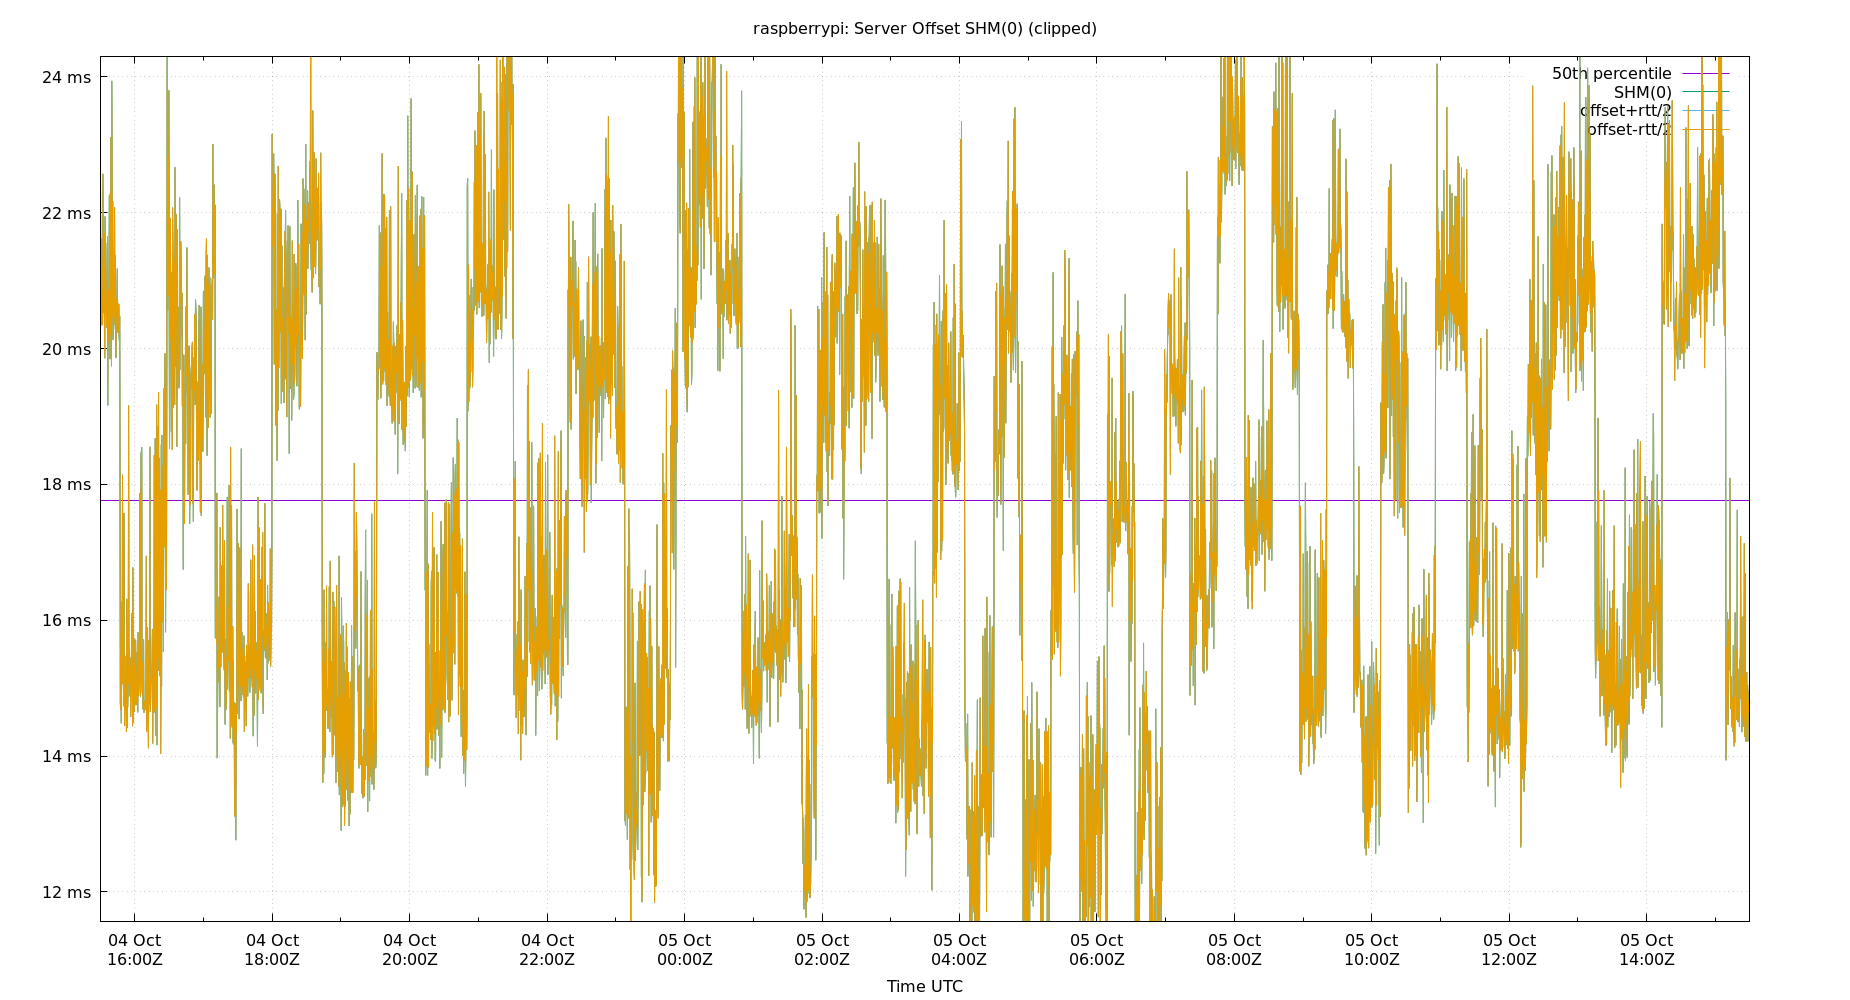 raspberrypi: Server Offset SHM(0) (clipped)
50th percentile
SHM(0)
offset+rtt/2
offset-rtt/2
24 ms
22 ms
20 ms
18 ms
16 ms
14 ms
12 ms
04 Oct 04 Oct 04 Oct 04 Oct 05 Oct 05 Oct 05 Oct 05 Oct 05 Oct 05 Oct 05 Oct 05 Oct
16:00Z 18:00Z 20:00Z 22:00Z 00:00Z 02:00Z 04:00Z 06:00Z 08:00Z 10:00Z 12:00Z 14:00Z
Time UTC